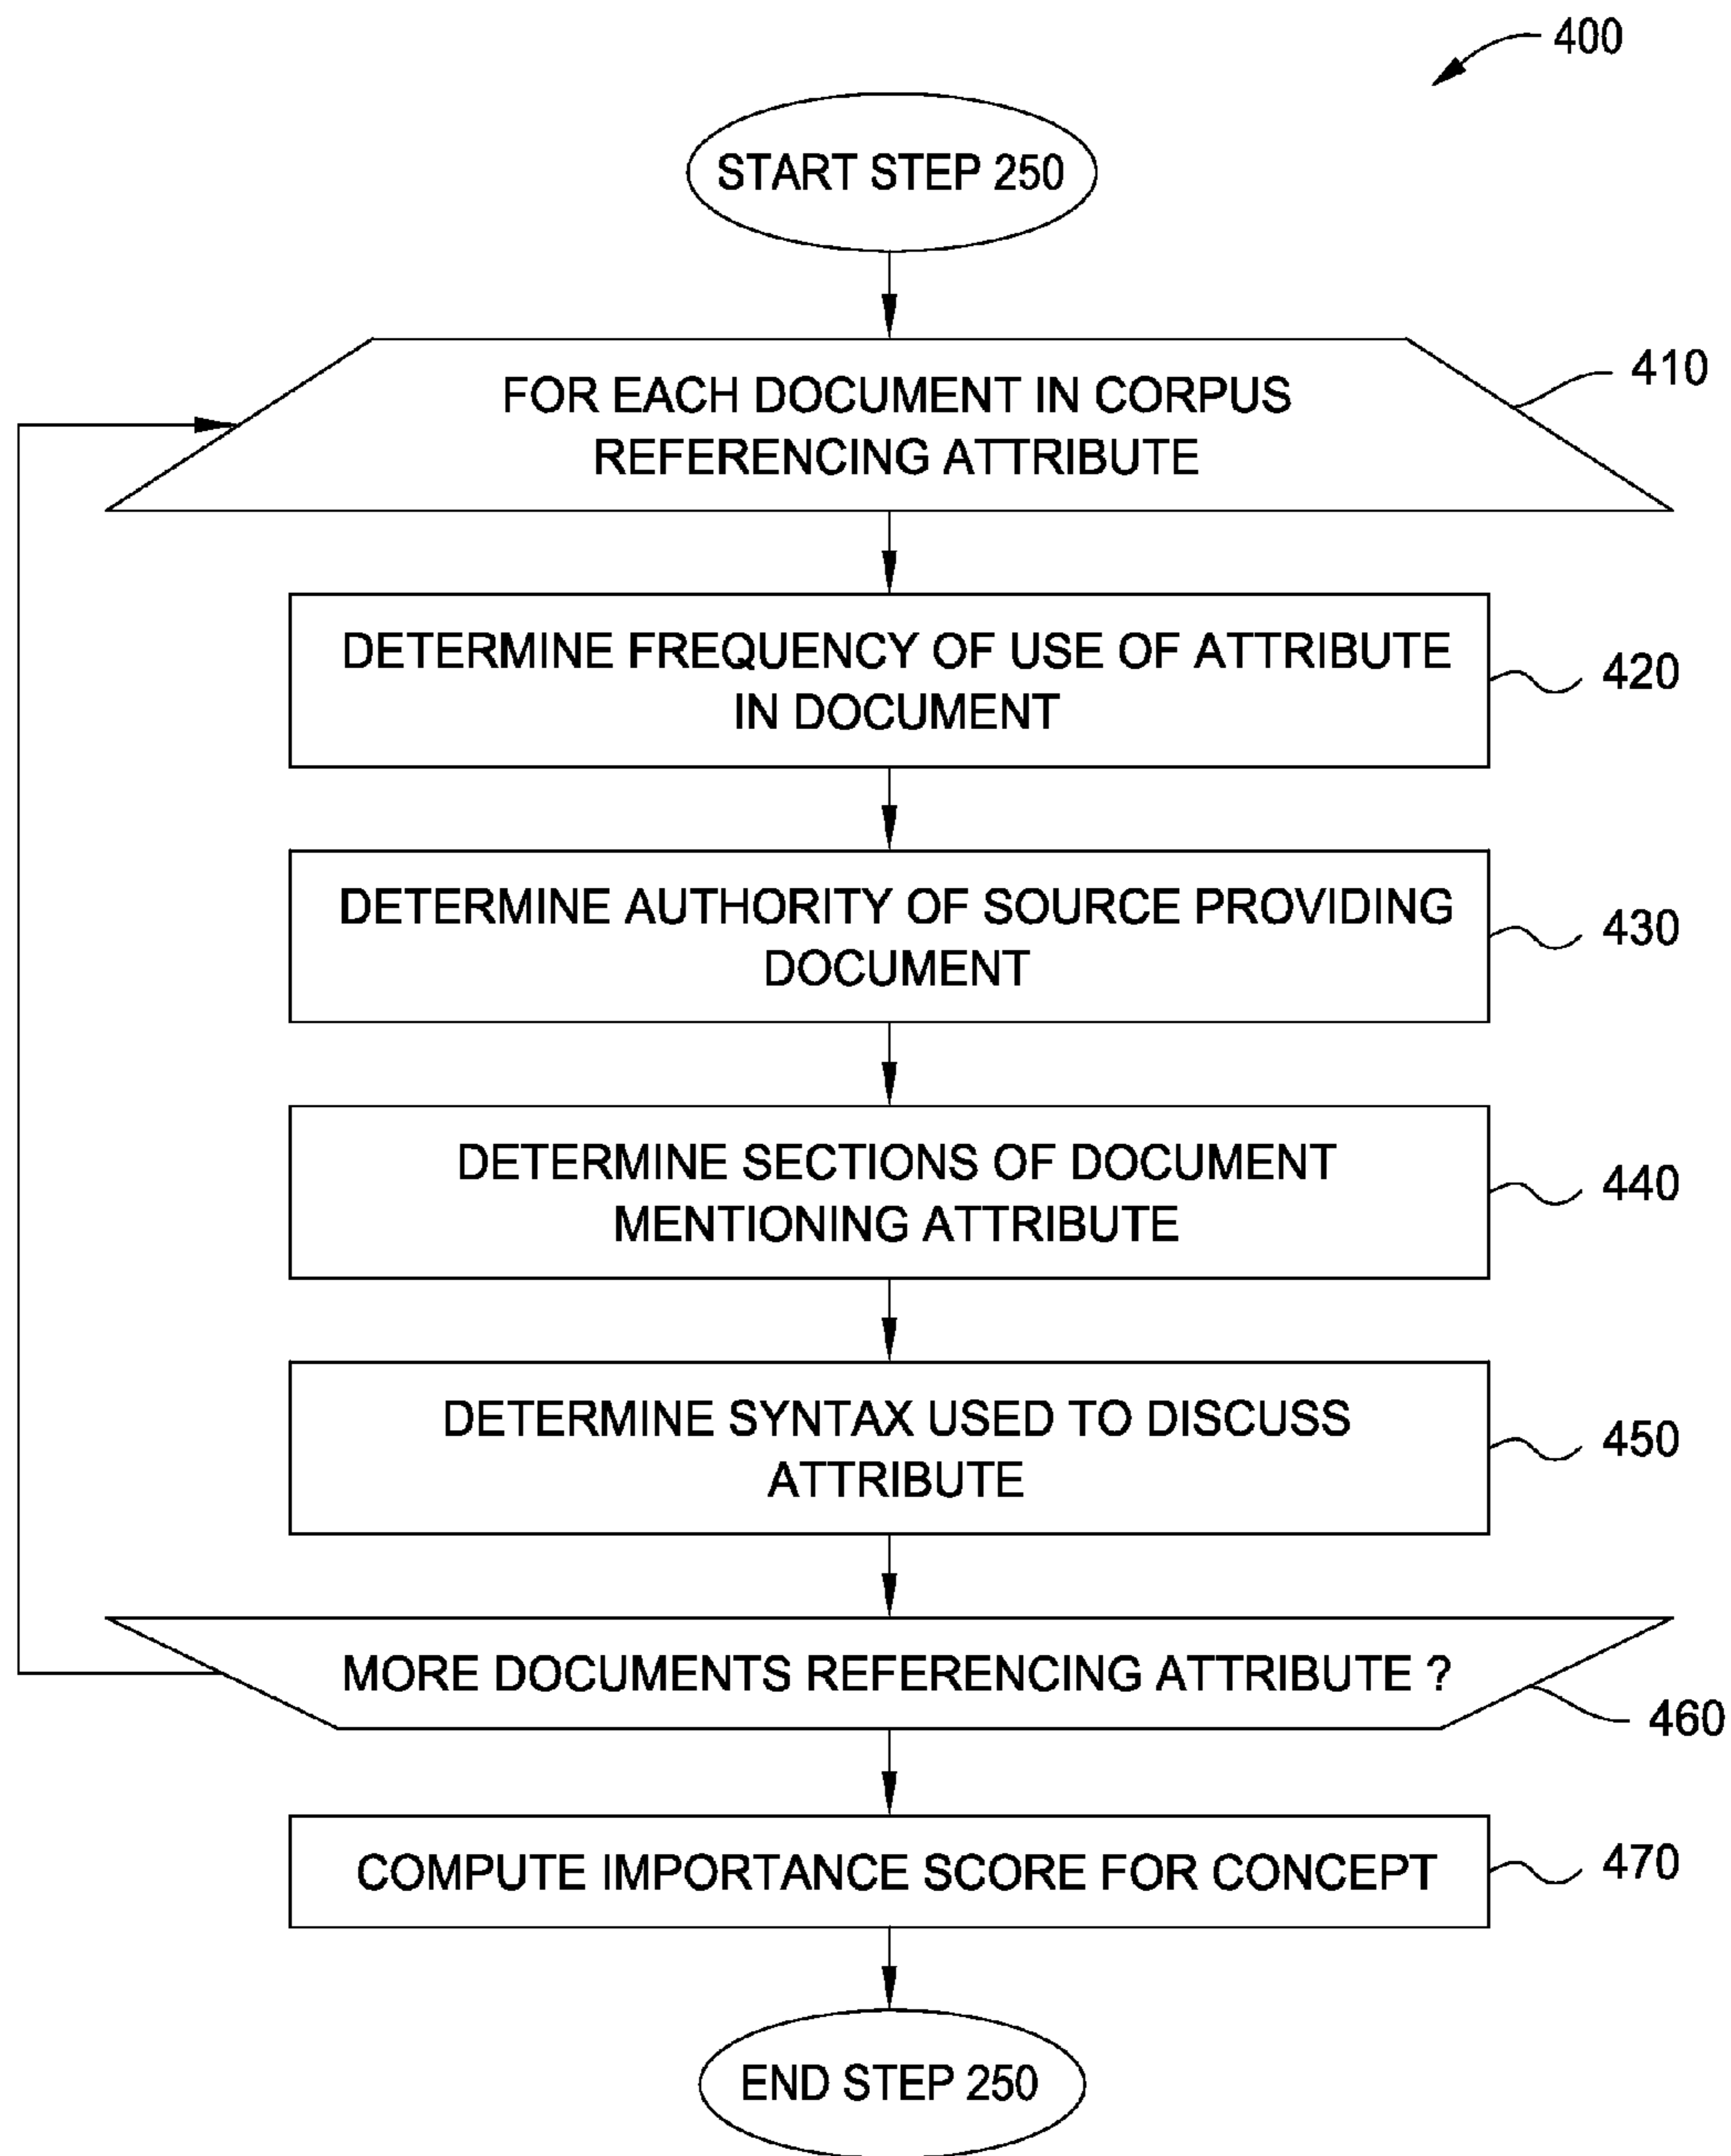 400
START STEP 250
FOR EACH DOCUMENT IN CORPUS
REFERENCING ATTRIBUTE
410
DETERMINE FREQUENCY OF USE OF ATTRIBUTE
IN DOCUMENT
420
DETERMINE AUTHORITY OF SOURCE PROVIDING
DOCUMENT
430
DETERMINE SECTIONS OF DOCUMENT
MENTIONING ATTRIBUTE
440
DETERMINE SYNTAX USED TO DISCUSS
ATTRIBUTE
450
MORE DOCUMENTS REFERENCING ATTRIBUTE ?
460
COMPUTE IMPORTANCE SCORE FOR CONCEPT
470
END STEP 250